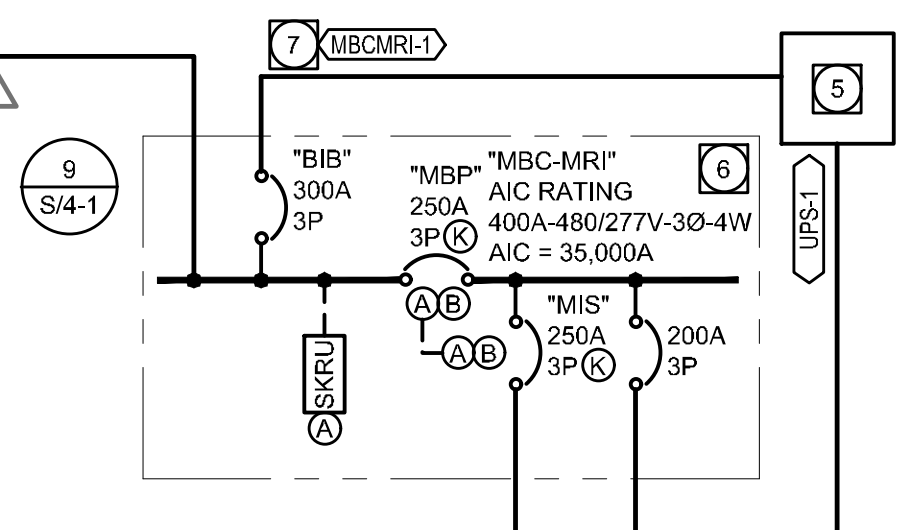 7
MBCMRI-1
5
9
S/4-1
"BIB"
300A
3P
"MBP"
250A
3P K
"MBC-MRI"
AIC RATING
400A-480/277V-3Ø-4W
AIC = 35,000A
6
UPS-1
A B
A B
SKRU
A
"MIS"
250A
3P K
200A
3P